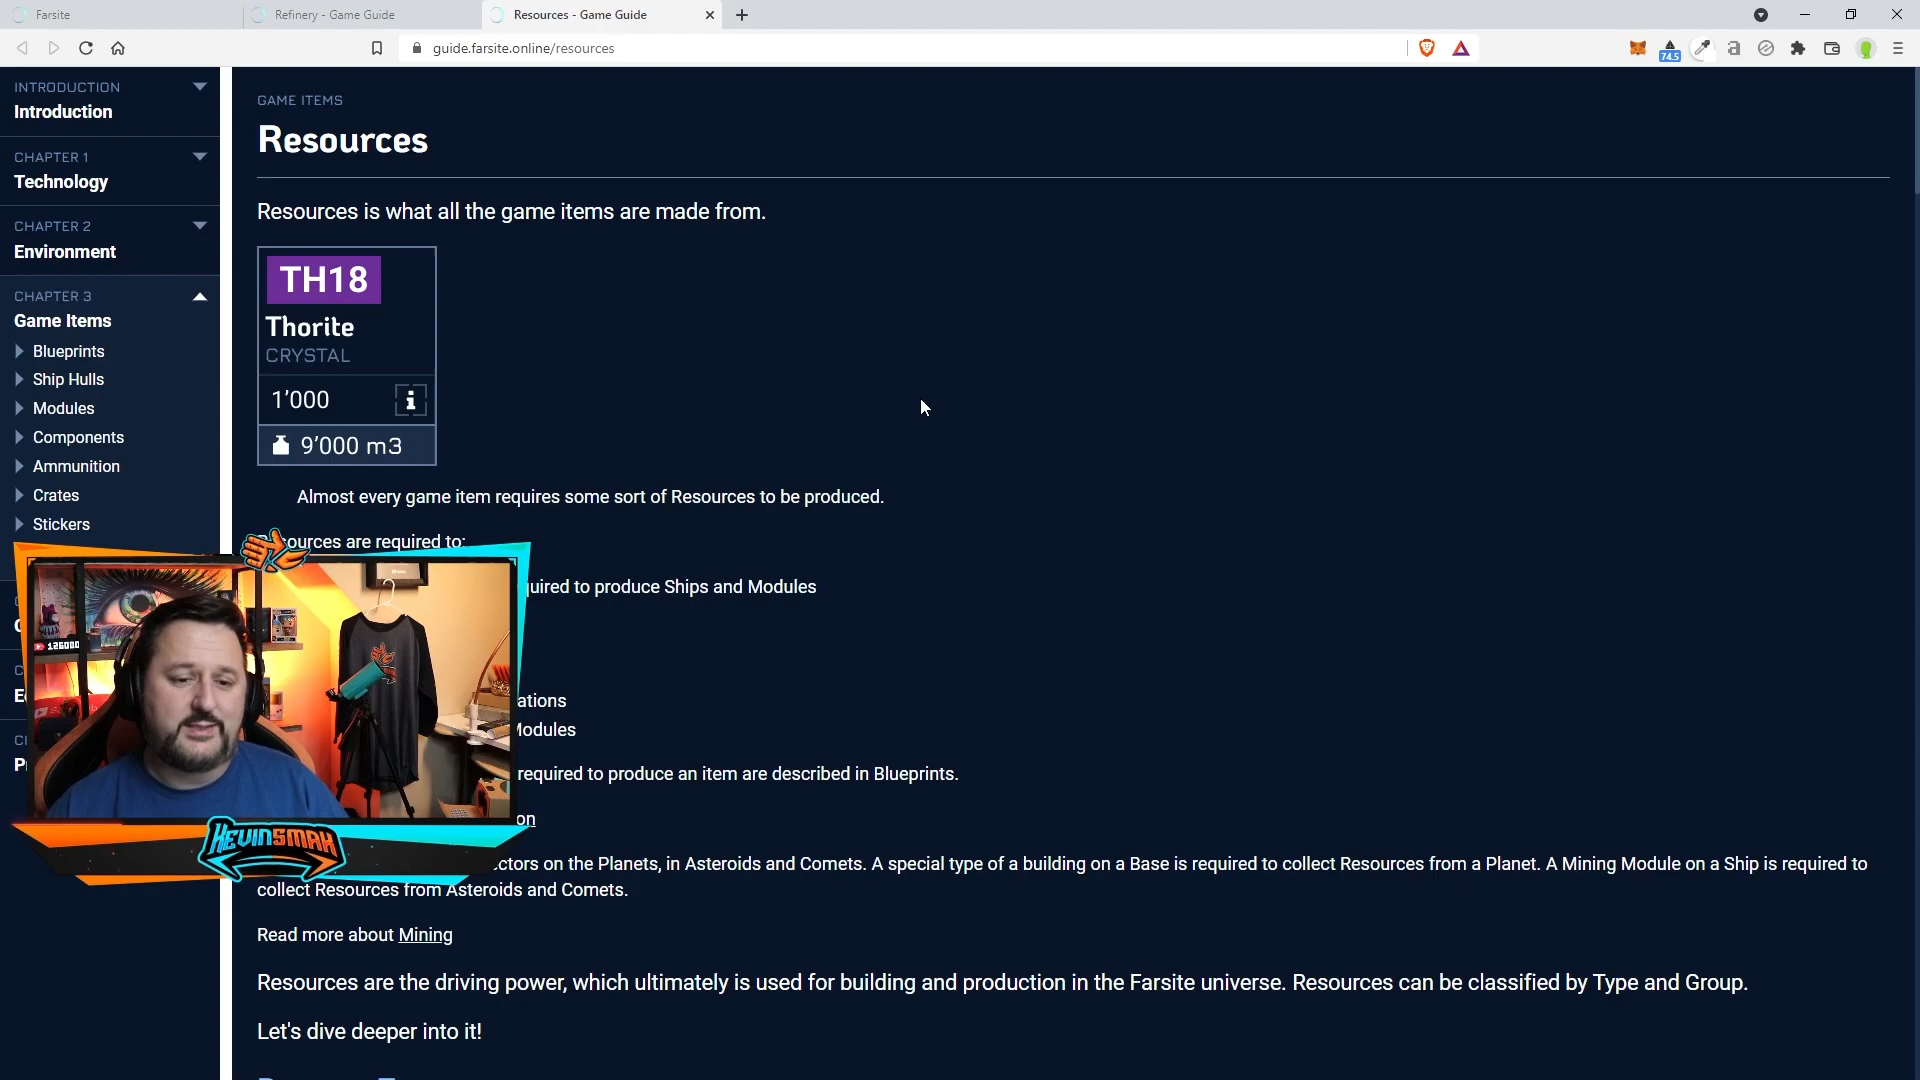 Farsite
Refinery - Game Guide
Resources - Game Guide
guide.farsite.online/resources
74.5
INTRODUCTION
Introduction
CHAPTER 1
Technology
CHAPTER 2
Environment
CHAPTER 3
Game Items
Blueprints
Ship Hulls
Modules
Components
Ammunition
Crates
Stickers
GAME ITEMS
Resources
Resources is what all the game items are made from.
TH18
Thorite
CRYSTAL
1’000
9’000 m3
Almost every game item requires some sort of Resources to be produced.
ources are required to:
quired to produce Ships and Modules
ations
Modules
required to produce an item are described in Blueprints.
on
ctors on the Planets, in Asteroids and Comets. A special type of a building on a Base is required to collect Resources from a Planet. A Mining Module on a Ship is required to
collect Resources from Asteroids and Comets.
Read more about Mining
Resources are the driving power, which ultimately is used for building and production in the Farsite universe. Resources can be classified by Type and Group.
Let's dive deeper into it!
126000
KEVINSMAK